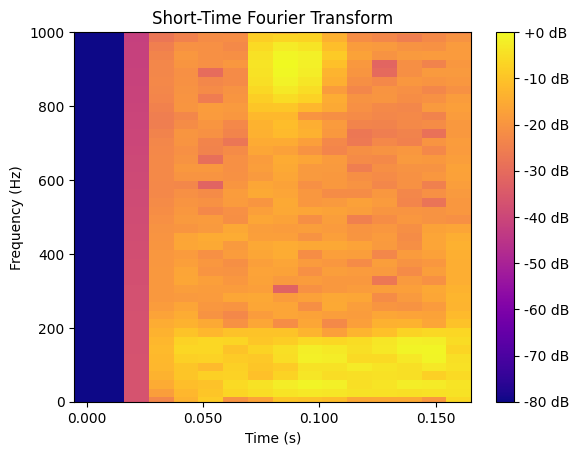 Short-Time Fourier Transform
Frequency (Hz)
1000
800
600
400
200
0
0.000
0.050
0.100
0.150
Time (s)
+0 dB
-10 dB
-20 dB
-30 dB
-40 dB
-50 dB
-60 dB
-70 dB
-80 dB